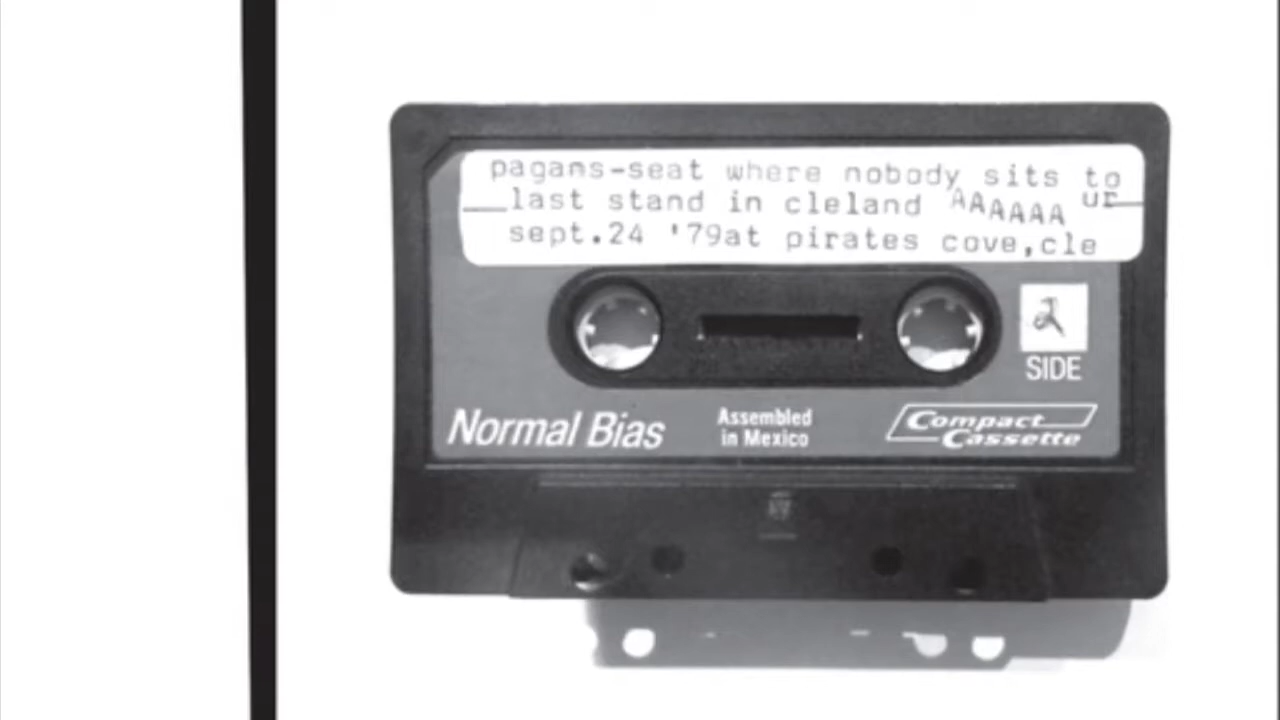 pagans-seat where nobody sits to
last stand in cleland AAAAAAA ur
sept.24 '79at pirates cove,cle
SIDE
Normal Bias
Assembled
in Mexico
Compact
Cassette